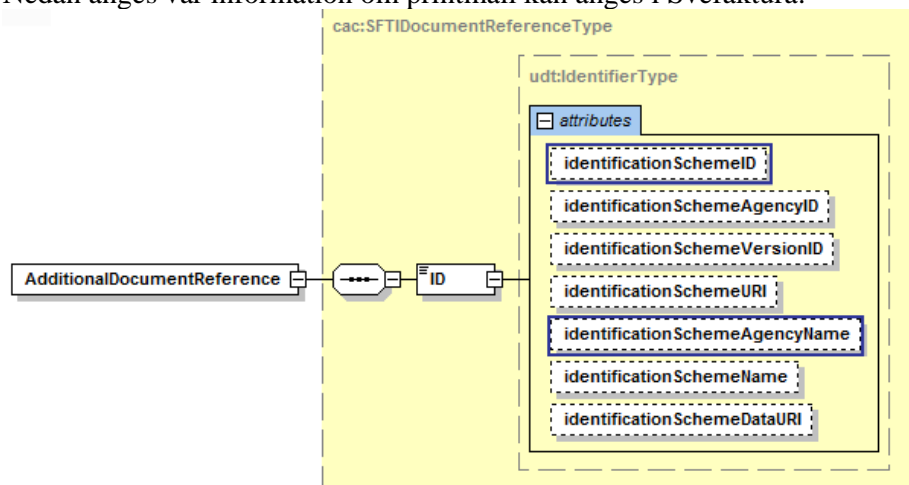 Nedan anges var information om printmall kan anges i Svefaktura.
cac:SFTIDocumentReferenceType
udt:IdentifierType
attributes
identificationSchemeID
identificationSchemeAgencyID
identificationSchemeVersionID
identificationSchemeURI
AdditionalDocumentReference
ID
identificationSchemeAgencyName
identificationSchemeName
identificationSchemeDataURI